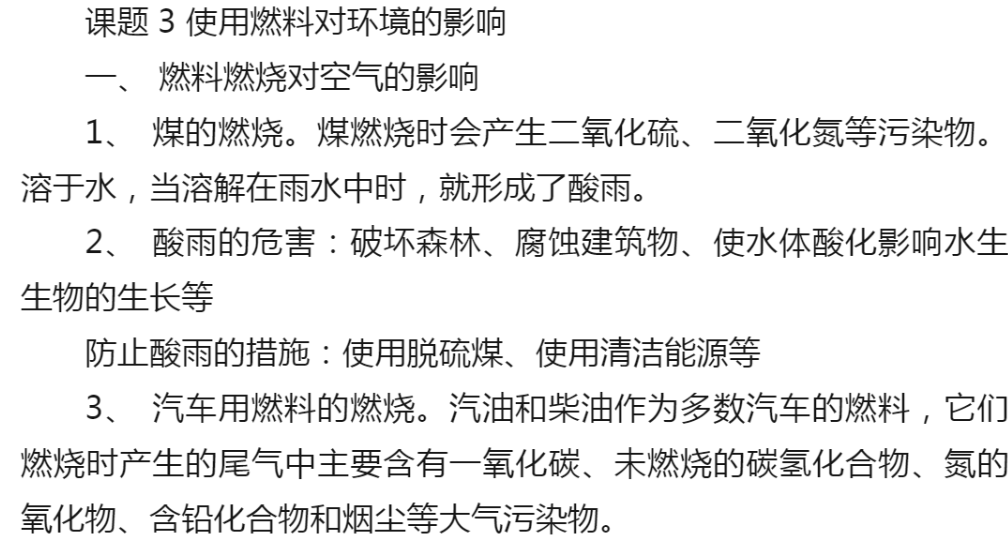 课题 3 使用燃料对环境的影响
一、 燃料燃烧对空气的影响
1、 煤的燃烧。煤燃烧时会产生二氧化硫、二氧化氮等污染物。
溶于水，当溶解在雨水中时，就形成了酸雨。
2、 酸雨的危害：破坏森林、腐蚀建筑物、使水体酸化影响水生
生物的生长等
防止酸雨的措施：使用脱硫煤、使用清洁能源等
3、 汽车用燃料的燃烧。汽油和柴油作为多数汽车的燃料，它们
燃烧时产生的尾气中主要含有一氧化碳、未燃烧的碳氢化合物、氮的
氧化物、含铅化合物和烟尘等大气污染物。